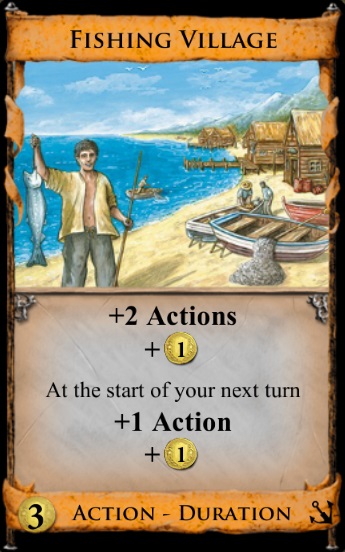 FISHING VILLAGE
+2 Actions
+ 1
At the start of your next turn
+1 Action
+ 1
3 ACTION - DURATION